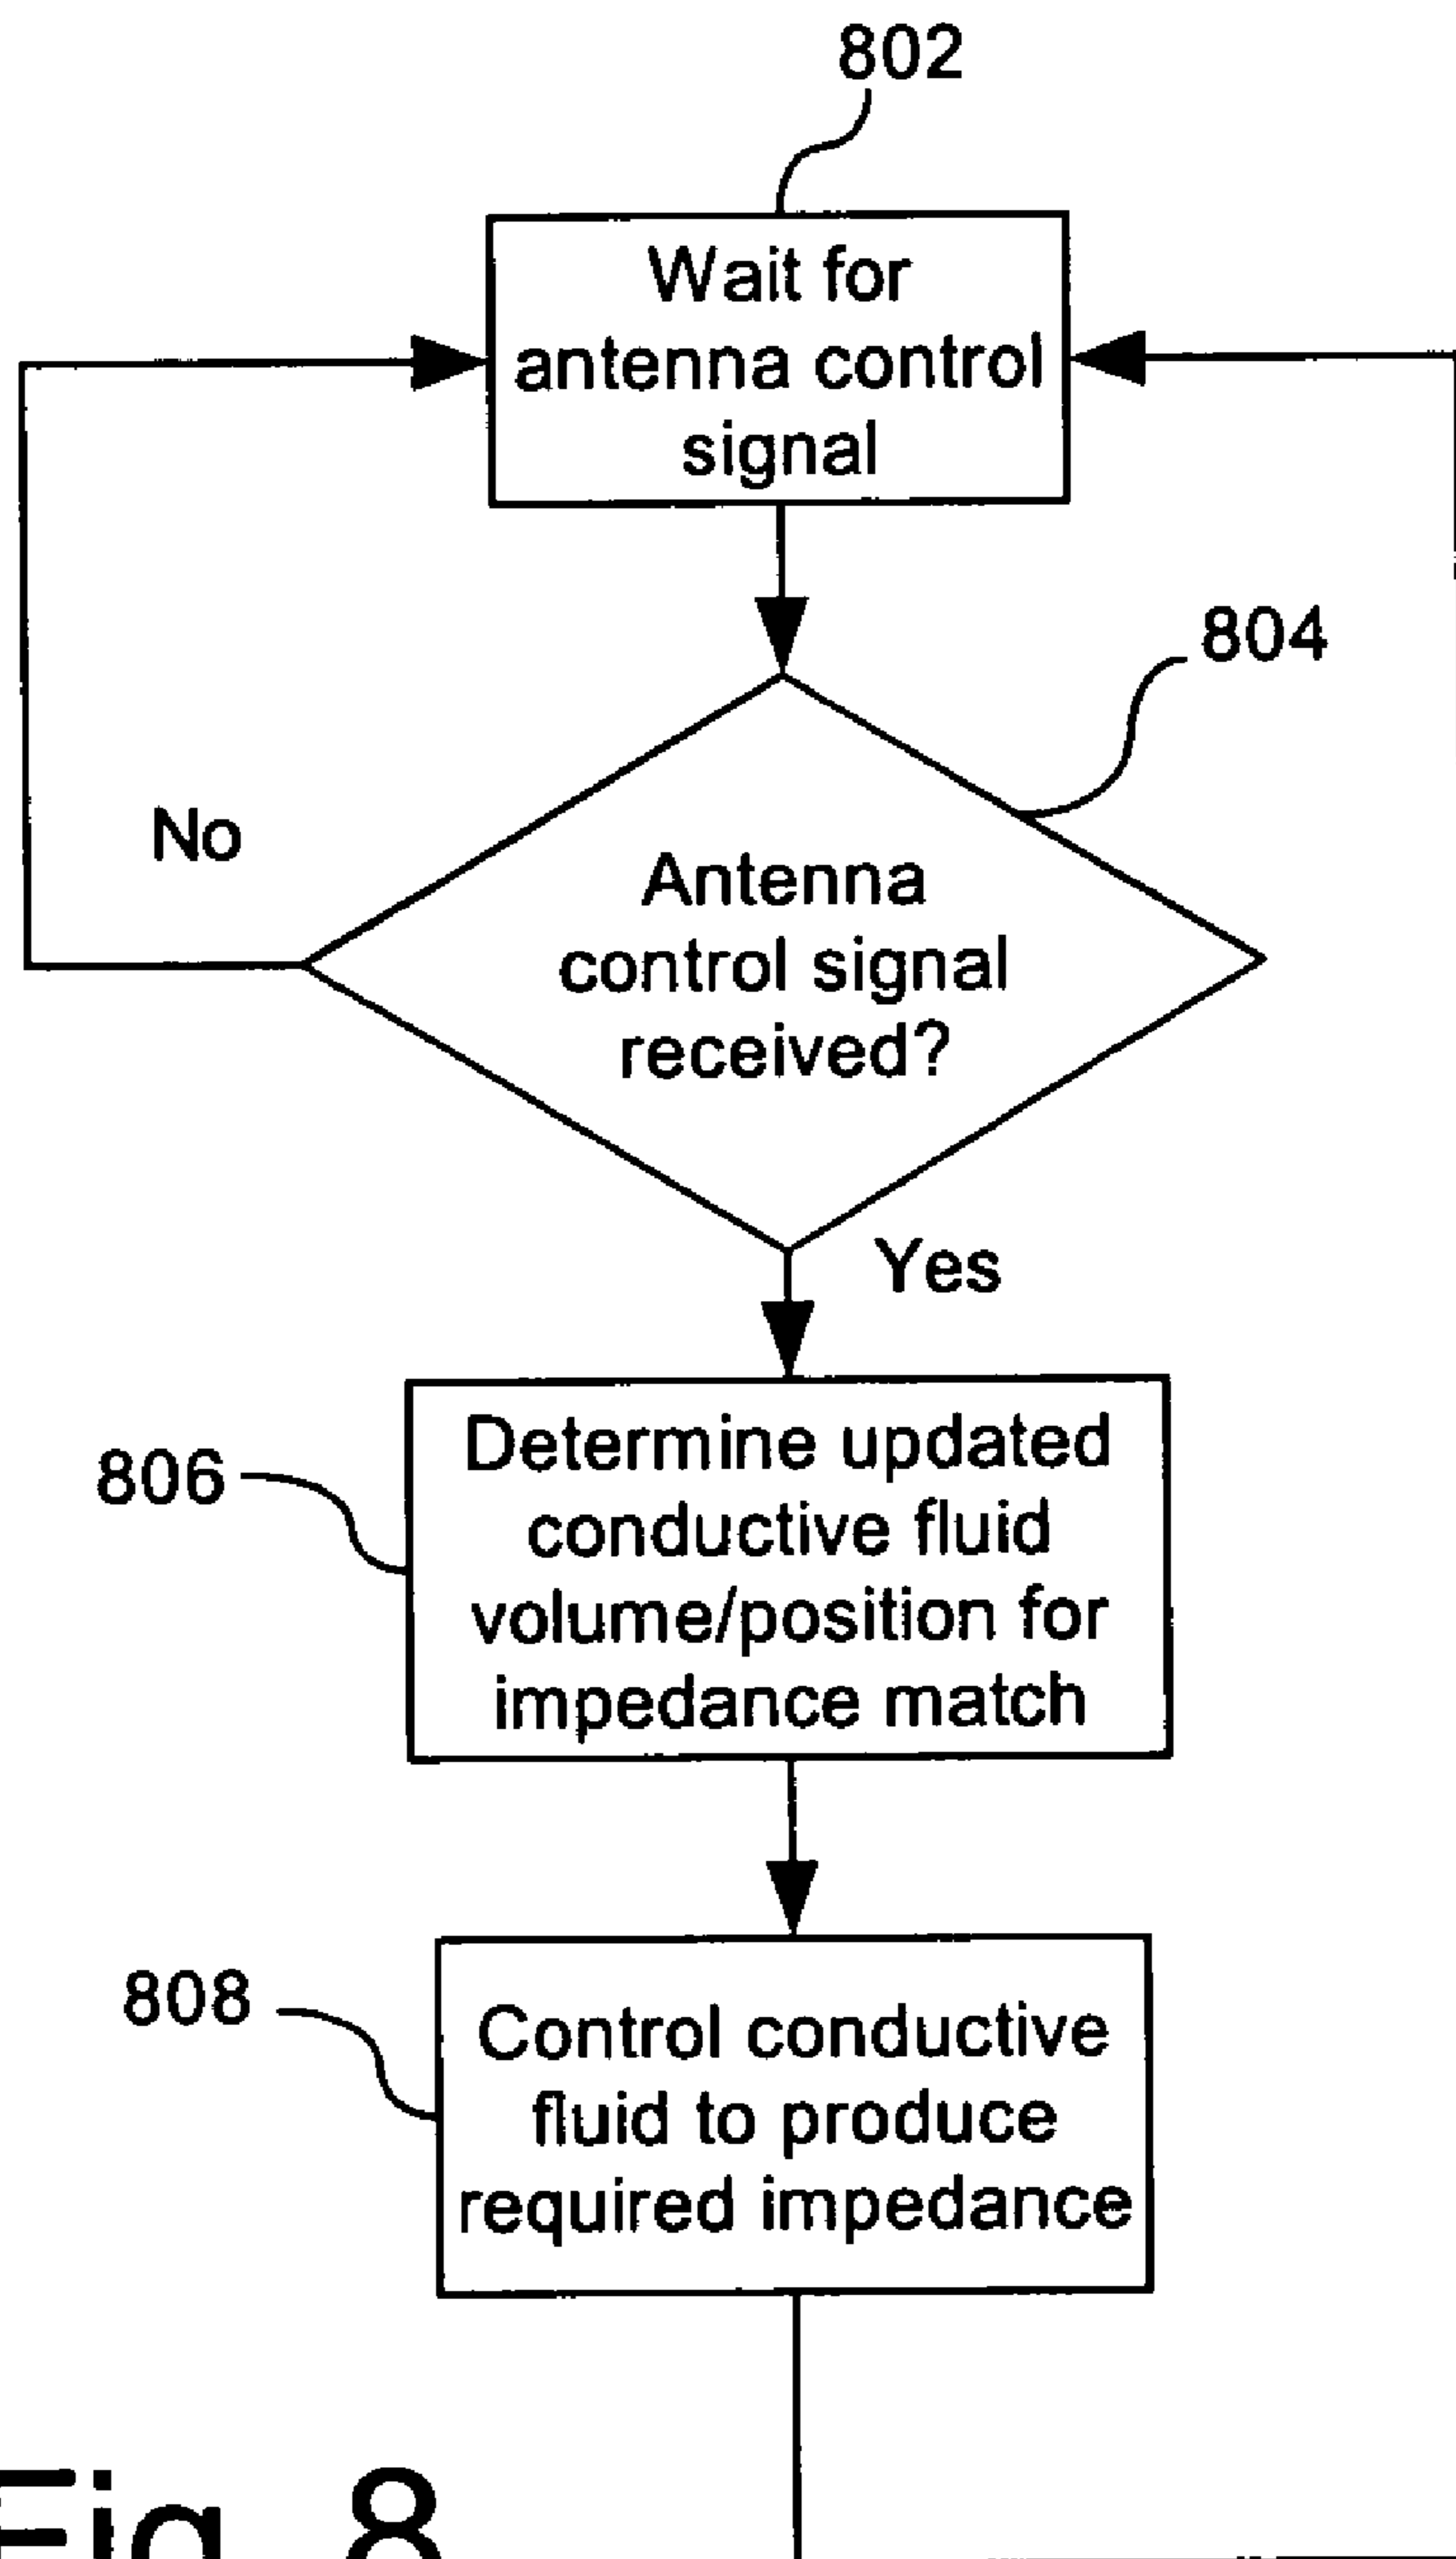 802
Wait for
antenna control
signal
804
No
Antenna
control signal
received?
Yes
806
Determine updated
conductive fluid
volume/position for
impedance match
808
Control conductive
fluid to produce
required impedance
Fig. 8